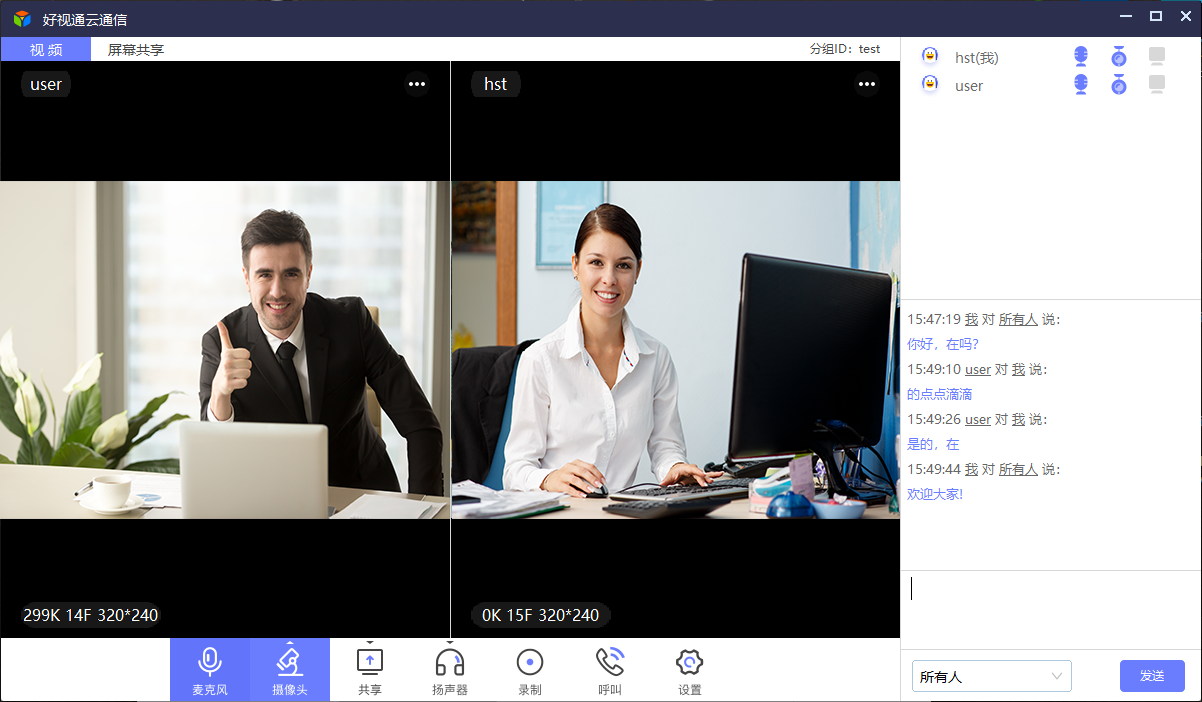 好视通云通信
视 频
屏幕共享
分组ID：test
user
hst
299K 14F 320*240
0K 15F 320*240
麦克风
摄像头
共享
扬声器
录制
呼叫
设置
hst(我)
user
15:47:19 我 对 所有人 说：
你好，在吗?
15:49:10 user 对 我 说：
的点点滴滴
15:49:26 user 对 我 说：
是的，在
15:49:44 我 对 所有人 说：
欢迎大家!
所有人
发送